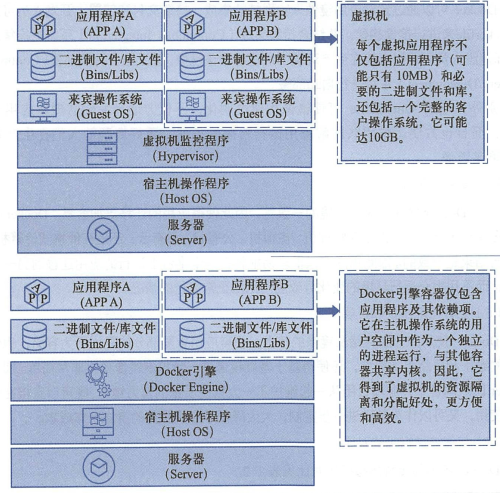 应用程序A
(APP A)
应用程序B
(APP B)
二进制文件/库文件
(Bins/Libs)
二进制文件/库文件
(Bins/Libs)
来宾操作系统
(Guest OS)
来宾操作系统
(Guest OS)
虚拟机监控程序
(Hypervisor)
宿主机操作程序
(Host OS)
服务器
(Server)
虚拟机
每个虚拟应用程序不
仅包括应用程序（可
能只有 10MB）和必
要的二进制文件和库，
还包括一个完整的客
户操作系统，它可能
达10GB。
应用程序A
(APP A)
应用程序B
(APP B)
二进制文件/库文件
(Bins/Libs)
二进制文件/库文件
(Bins/Libs)
Docker引擎
(Docker Engine)
宿主机操作程序
(Host OS)
服务器
(Server)
Docker引擎容器仅包含
应用程序及其依赖项。
它在主机操作系统的用
户空间中作为一个独立
的进程运行，与其他容
器共享内核。因此，它
得到了虚拟机的资源隔
离和分配好处，更方便
和高效。